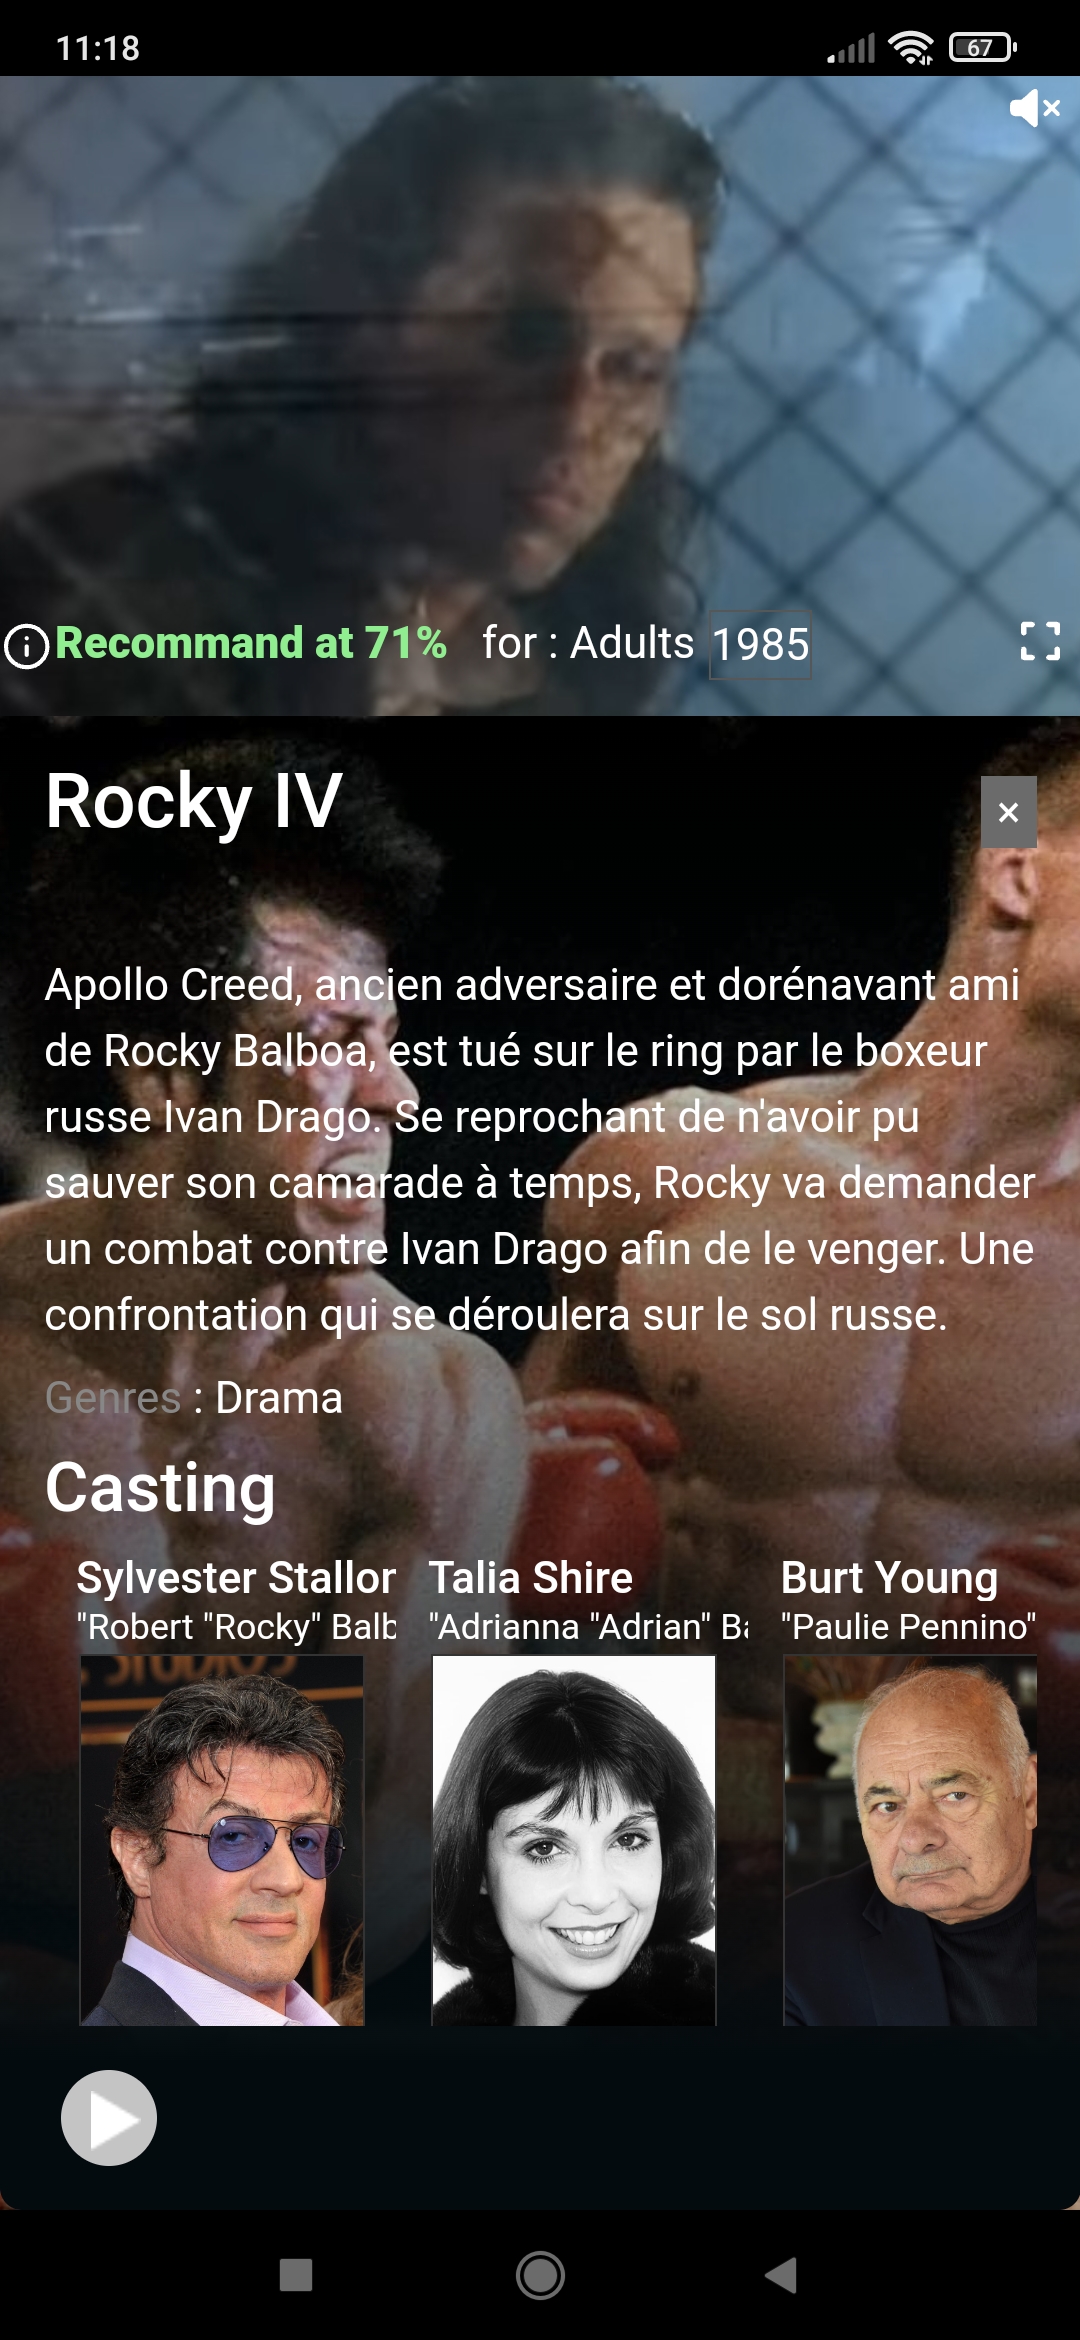 11:18
67
Recommand at 71% for : Adults 1985
Rocky IV
×
Apollo Creed, ancien adversaire et dorénavant ami
de Rocky Balboa, est tué sur le ring par le boxeur
russe Ivan Drago. Se reprochant de n'avoir pu
sauver son camarade à temps, Rocky va demander
un combat contre Ivan Drago afin de le venger. Une
confrontation qui se déroulera sur le sol russe.
Genres : Drama
Casting
Sylvester Stallon Talia Shire Burt Young
"Robert "Rocky" Balb "Adrianna "Adrian" Ba "Paulie Pennino"
STUDIOS